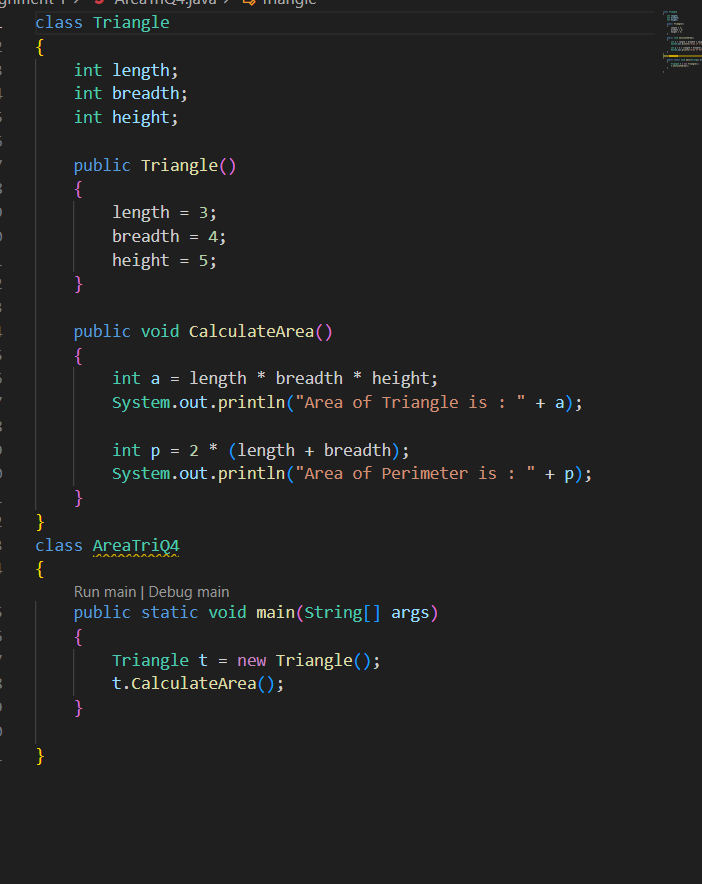 AreaTriQ4.java > Triangle
class Triangle
{
    int length;
    int breadth;
    int height;
    public Triangle()
    {
        length = 3;
        breadth = 4;
        height = 5;
    }
    public void CalculateArea()
    {
        int a = length * breadth * height;
        System.out.println("Area of Triangle is : " + a);
        int p = 2 * (length + breadth);
        System.out.println("Area of Perimeter is : " + p);
    }
}
class AreaTriQ4
{
    Run main | Debug main
    public static void main(String[] args)
    {
        Triangle t = new Triangle();
        t.CalculateArea();
    }
}